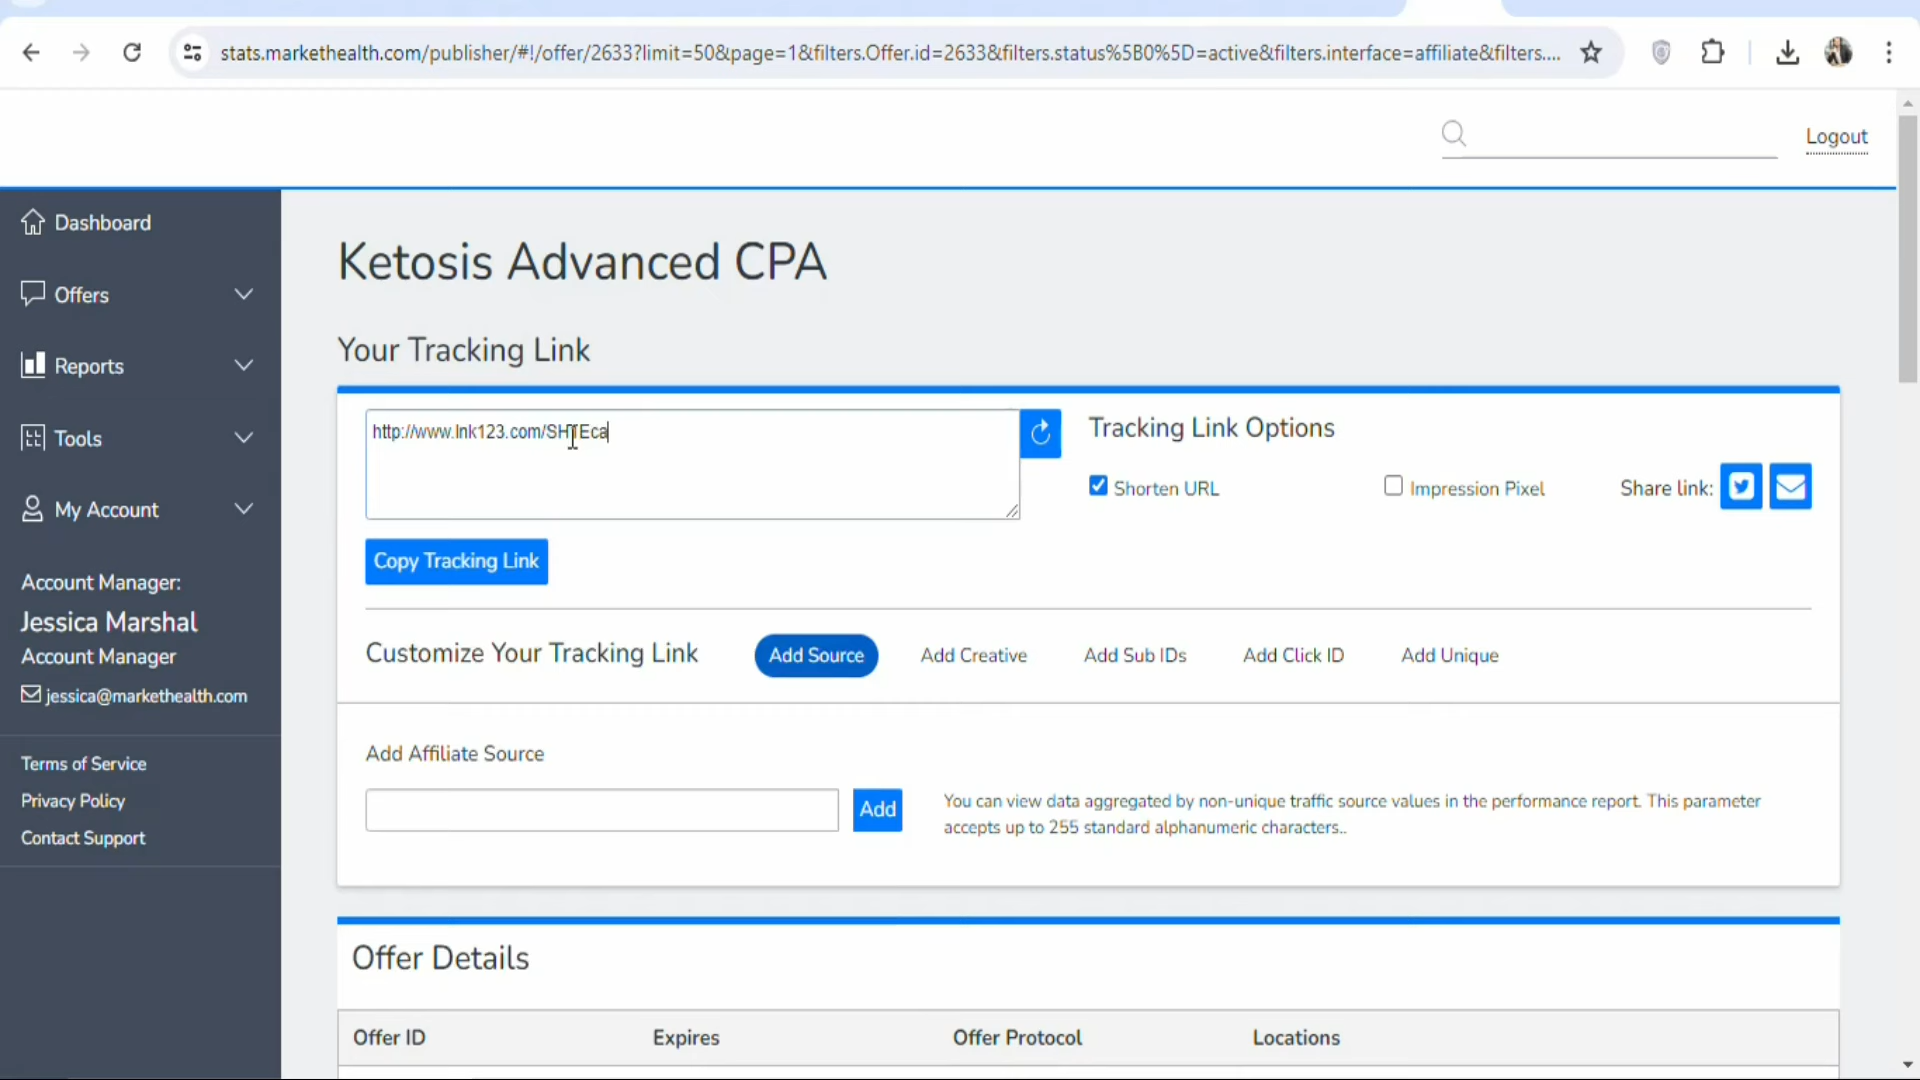 stats.markethealth.com/publisher/#!/offer/2633?limit=50&page=1&filters.Offer.id=2633&filters.status%5B0%5D=active&filters.interface=affiliate&filters....
Logout
Dashboard
Offers
Reports
Tools
My Account
Account Manager:
Jessica Marshal
Account Manager
jessica@markethealth.com
Terms of Service
Privacy Policy
Contact Support
Ketosis Advanced CPA
Your Tracking Link
Tracking Link Options
Shorten URL
Impression Pixel
Share link:
Copy Tracking Link
Customize Your Tracking Link
Add Source
Add Creative
Add Sub IDs
Add Click ID
Add Unique
Add Affiliate Source
Add
You can view data aggregated by non-unique traffic source values in the performance report. This parameter
accepts up to 255 standard alphanumeric characters..
Offer Details
Offer ID
Expires
Offer Protocol
Locations